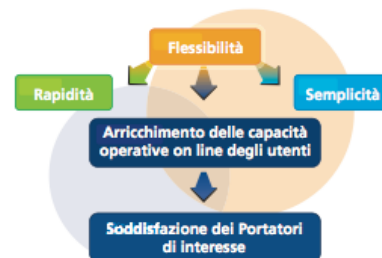 Flessibilità
Rapidità
Semplicità
Arricchimento delle capacità
operative on line degli utenti
Soddisfazione dei Portatori
di interesse